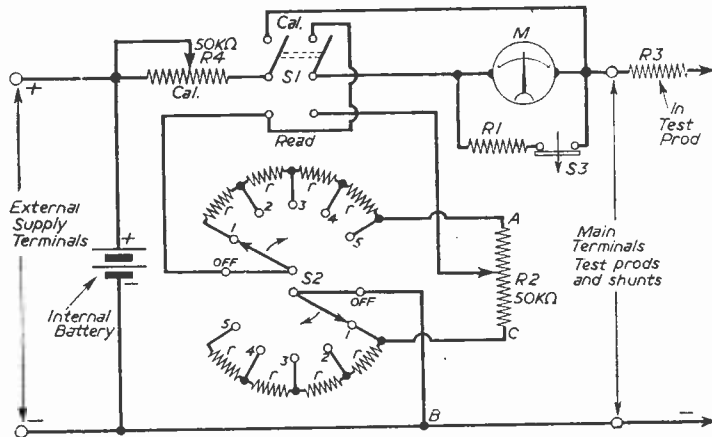 Cal.
50KΩ
R4
Cal.
S1
M
R3
+
In
Test
Prod
R1
S3
Read
External
Supply
Terminals
+
-
Internal
Battery
r
r
r
r
1
2
3
4
5
OFF
S2
OFF
A
R2
50KΩ
C
Main
Terminals
Test prods
and shunts
5
4
3
2
1
r
r
r
r
B
-
-